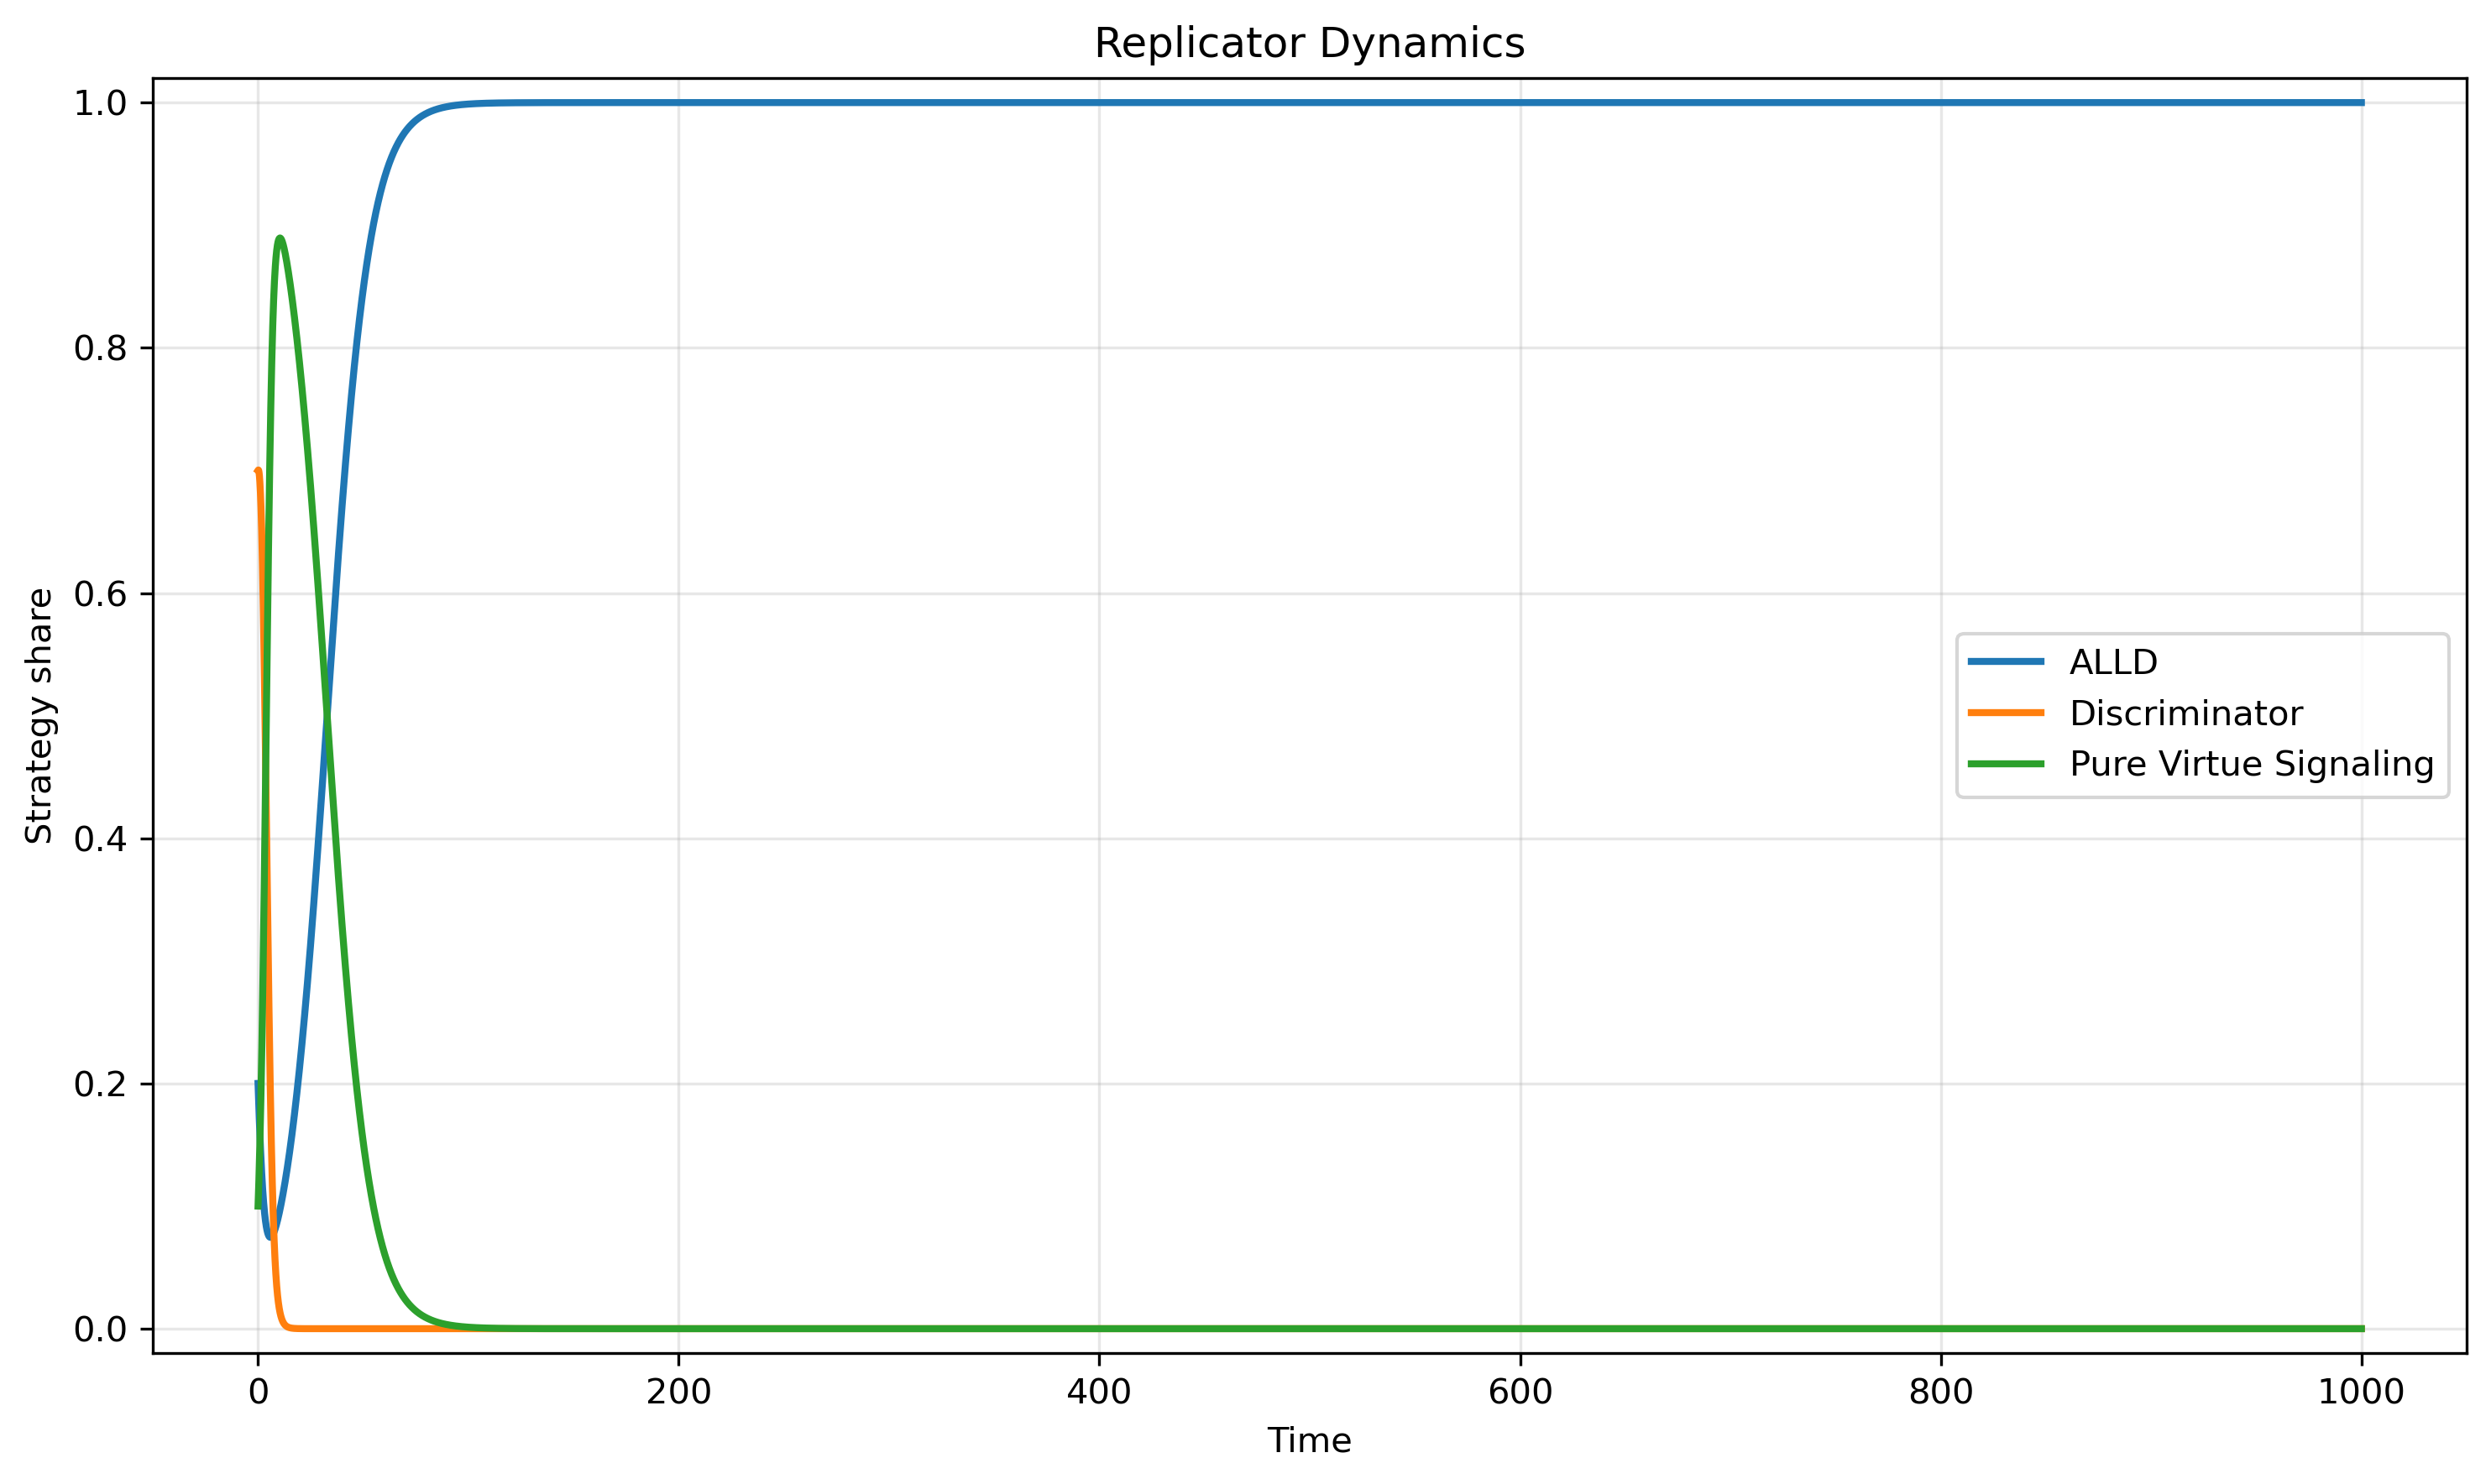 Replicator Dynamics
Strategy share
1.0
0.8
0.6
0.4
0.2
0.0
ALLD
Discriminator
Pure Virtue Signaling
0
200
400
600
800
1000
Time